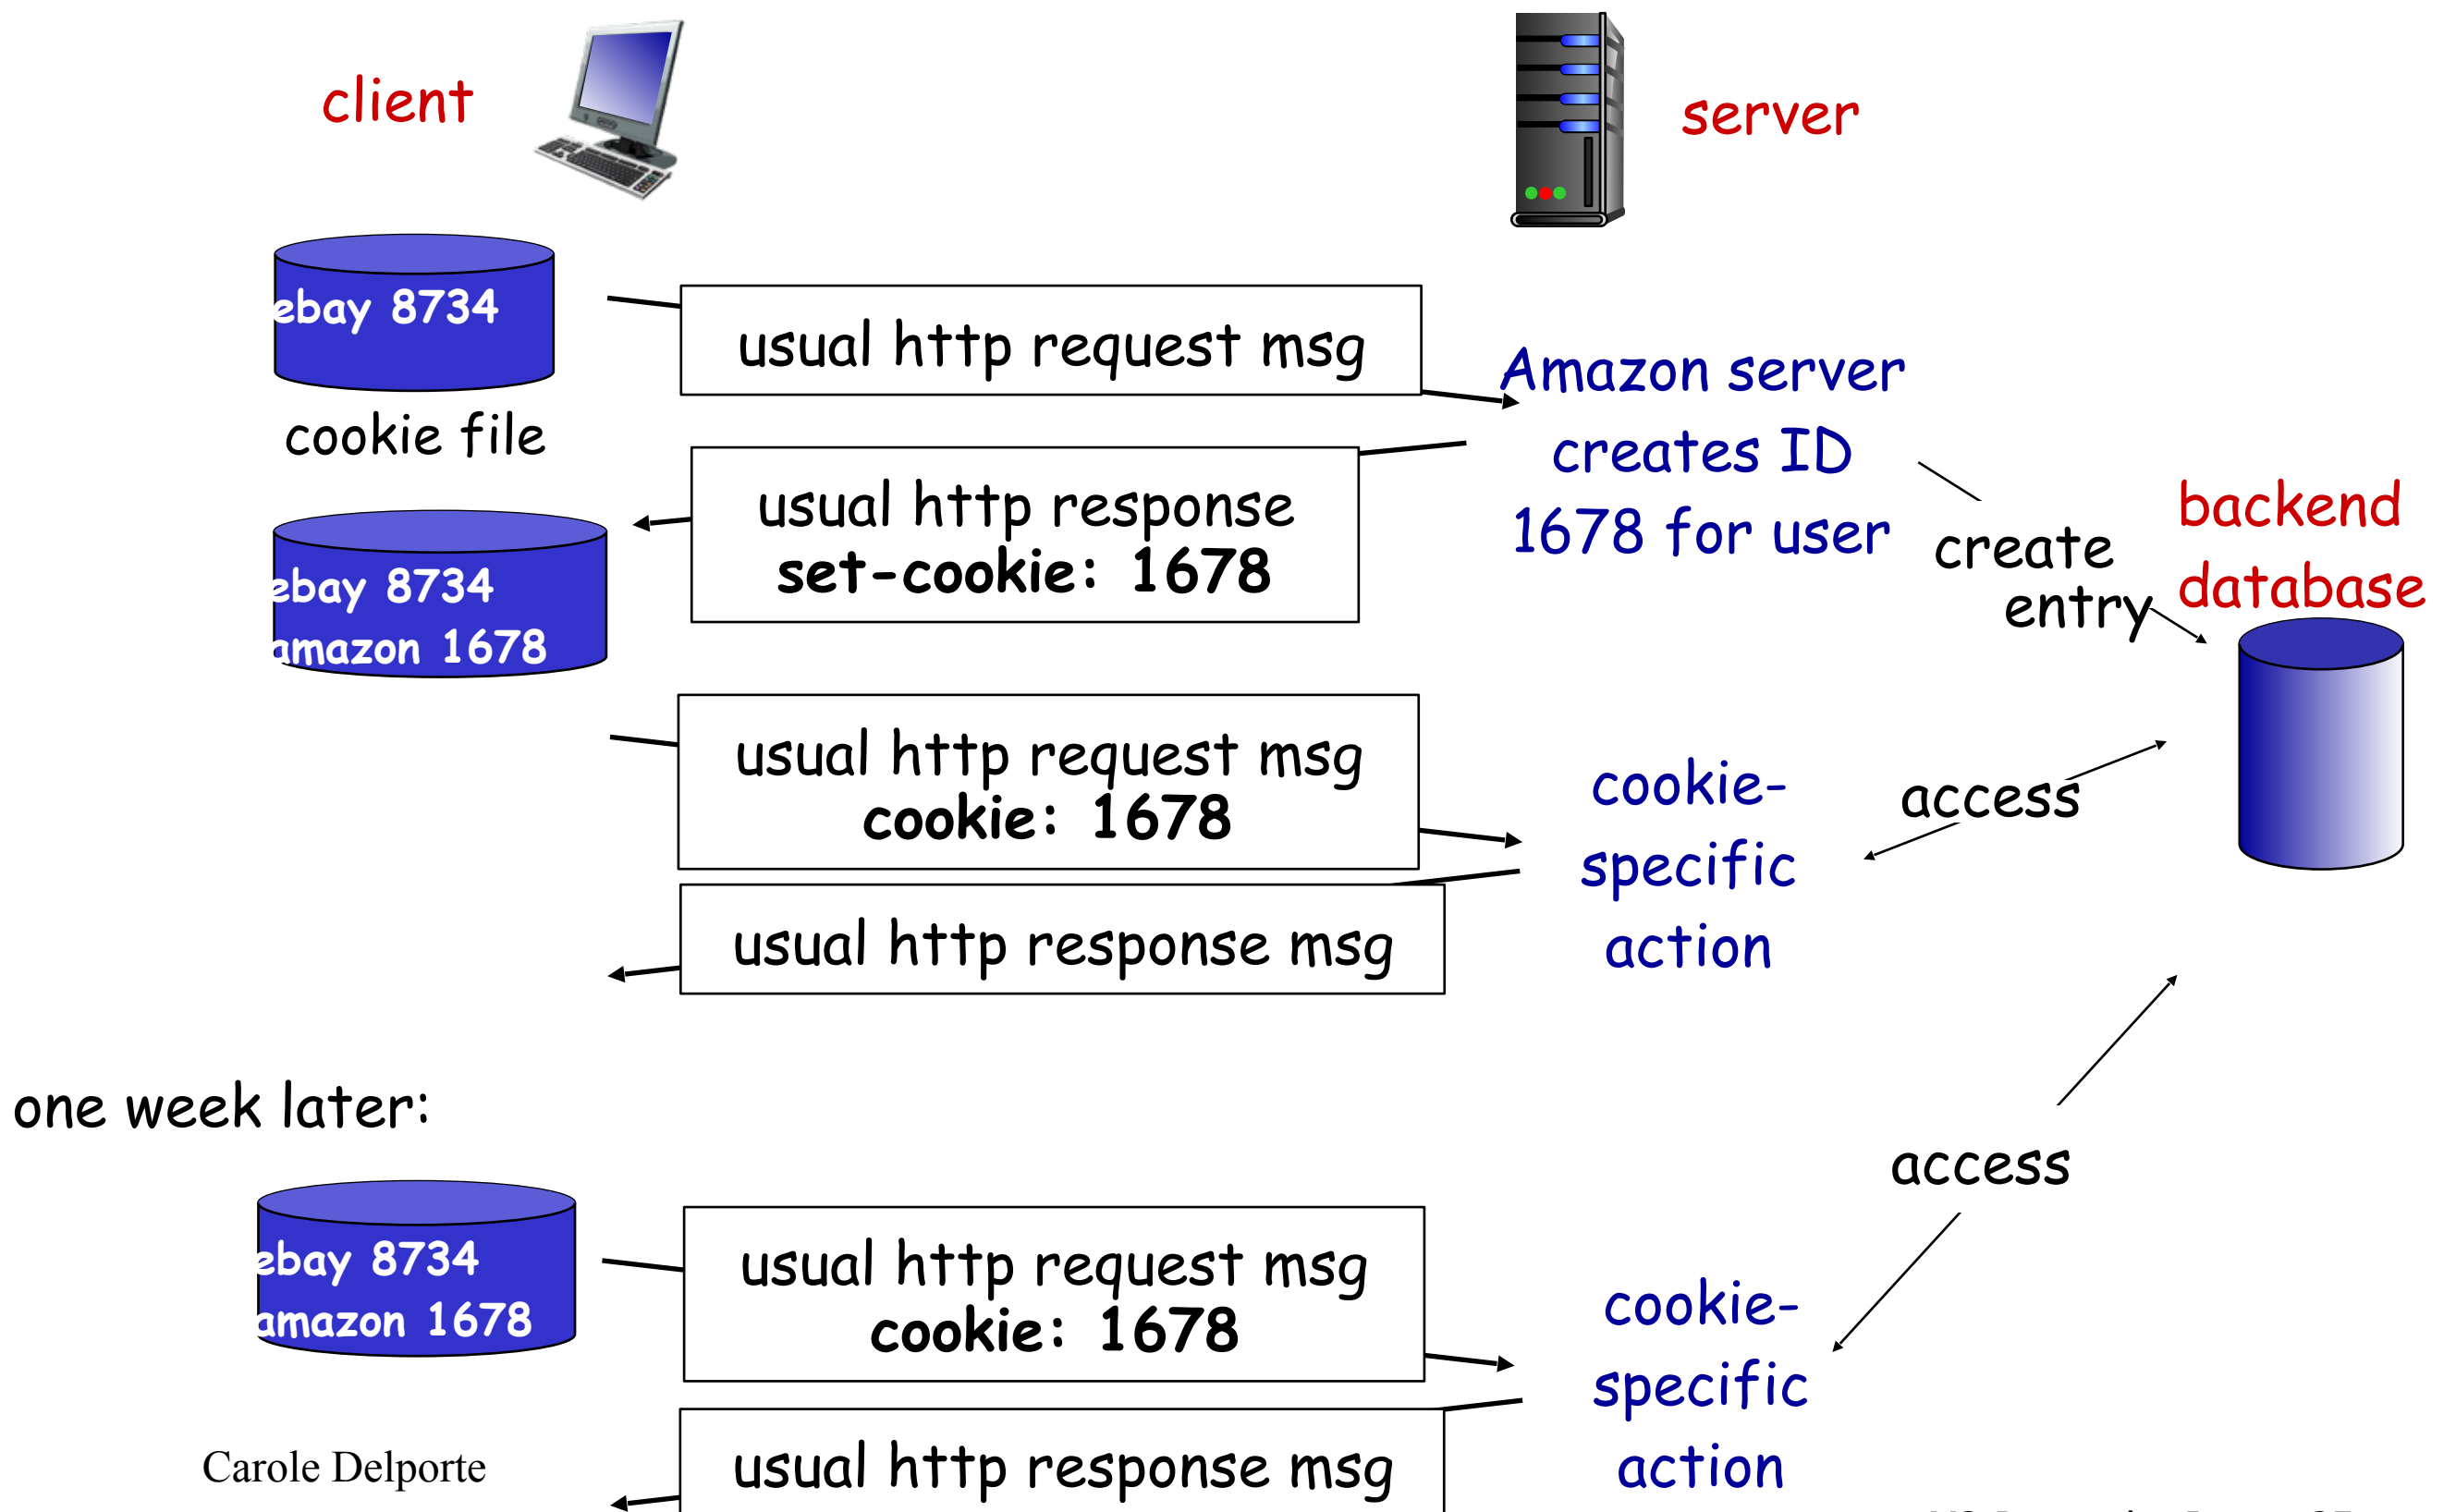 client
server
ebay 8734
cookie file
usual http request msg
Amazon server
creates ID
1678 for user
usual http response
set-cookie: 1678
create
entry
backend
database
ebay 8734
amazon 1678
usual http request msg
cookie: 1678
cookie-
specific
action
access
usual http response msg
one week later:
access
ebay 8734
amazon 1678
usual http request msg
cookie: 1678
cookie-
specific
action
usual http response msg
Carole Delporte